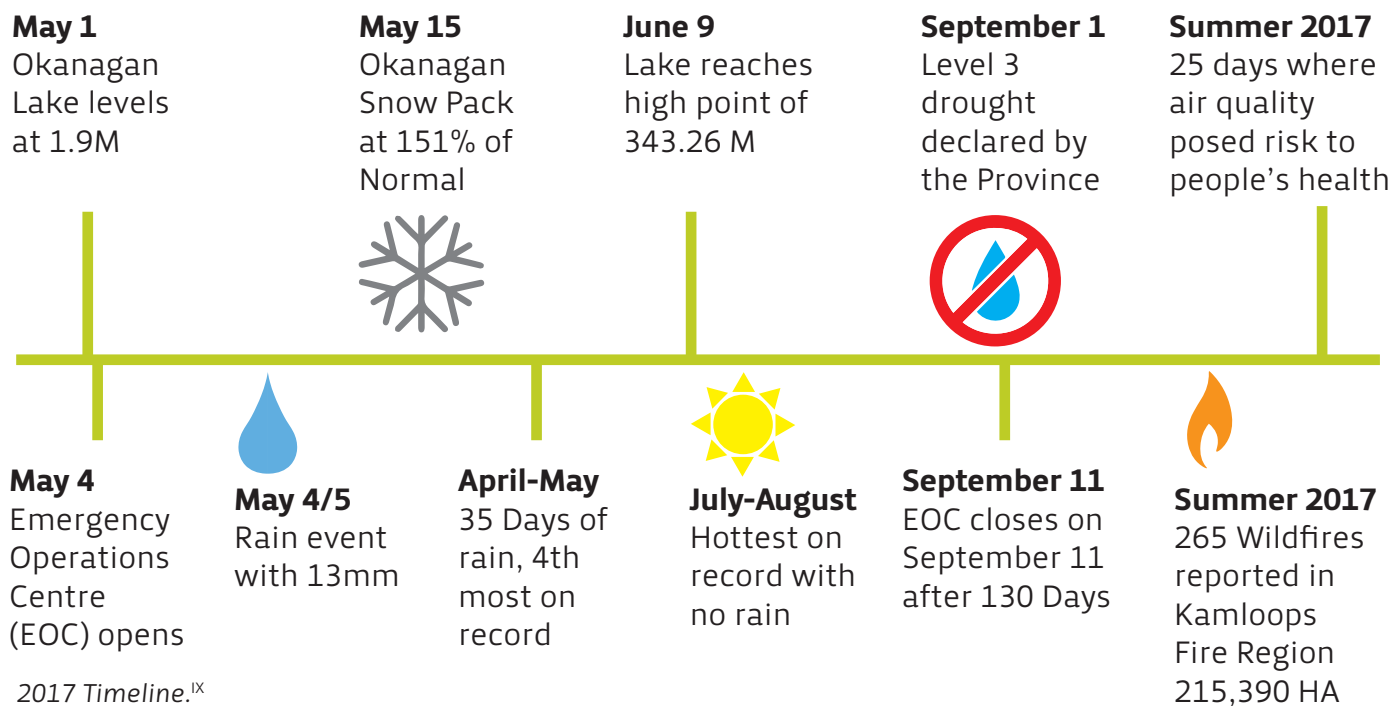 May 1
Okanagan
Lake levels
at 1.9M
May 15
Okanagan
Snow Pack
at 151% of
Normal
June 9
Lake reaches
high point of
343.26 M
September 1
Level 3
drought
declared by
the Province
Summer 2017
25 days where
air quality
posed risk to
people’s health
May 4
Emergency
Operations
Centre
(EOC) opens
May 4/5
Rain event
with 13mm
April-May
35 Days of
rain, 4th
most on
record
July-August
Hottest on
record with
no rain
September 11
EOC closes on
September 11
after 130 Days
Summer 2017
265 Wildfires
reported in
Kamloops
Fire Region
215,390 HA
2017 Timeline.IX